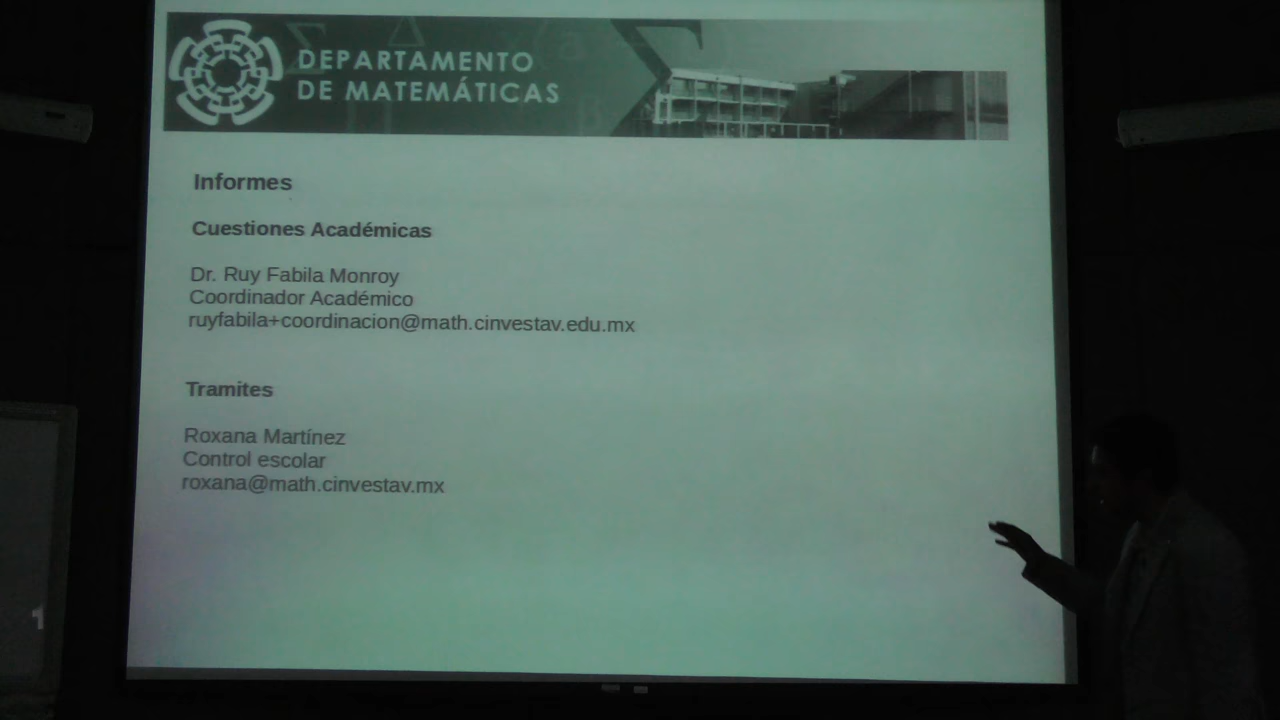 DEPARTAMENTO
DE MATEMÁTICAS
Informes
Cuestiones Académicas
Dr. Ruy Fabila Monroy
Coordinador Académico
ruyfabila+coordinacion@math.cinvestav.edu.mx
Tramites
Roxana Martínez
Control escolar
roxana@math.cinvestav.mx